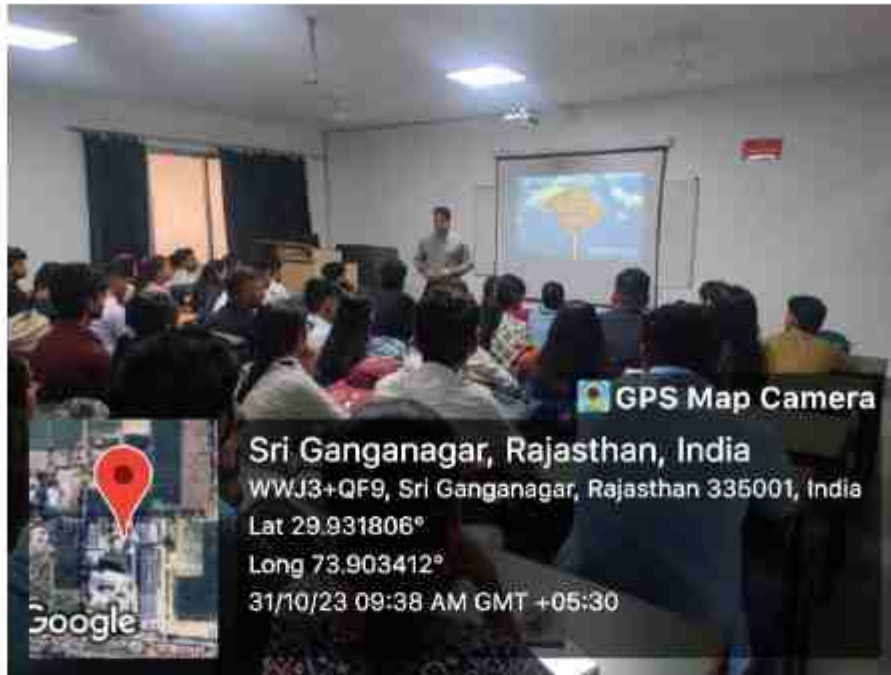 GPS Map Camera
Sri Ganganagar, Rajasthan, India
WWJ3+QF9, Sri Ganganagar, Rajasthan 335001, India
Lat 29.931806°
Long 73.903412°
31/10/23 09:38 AM GMT +05:30
Google